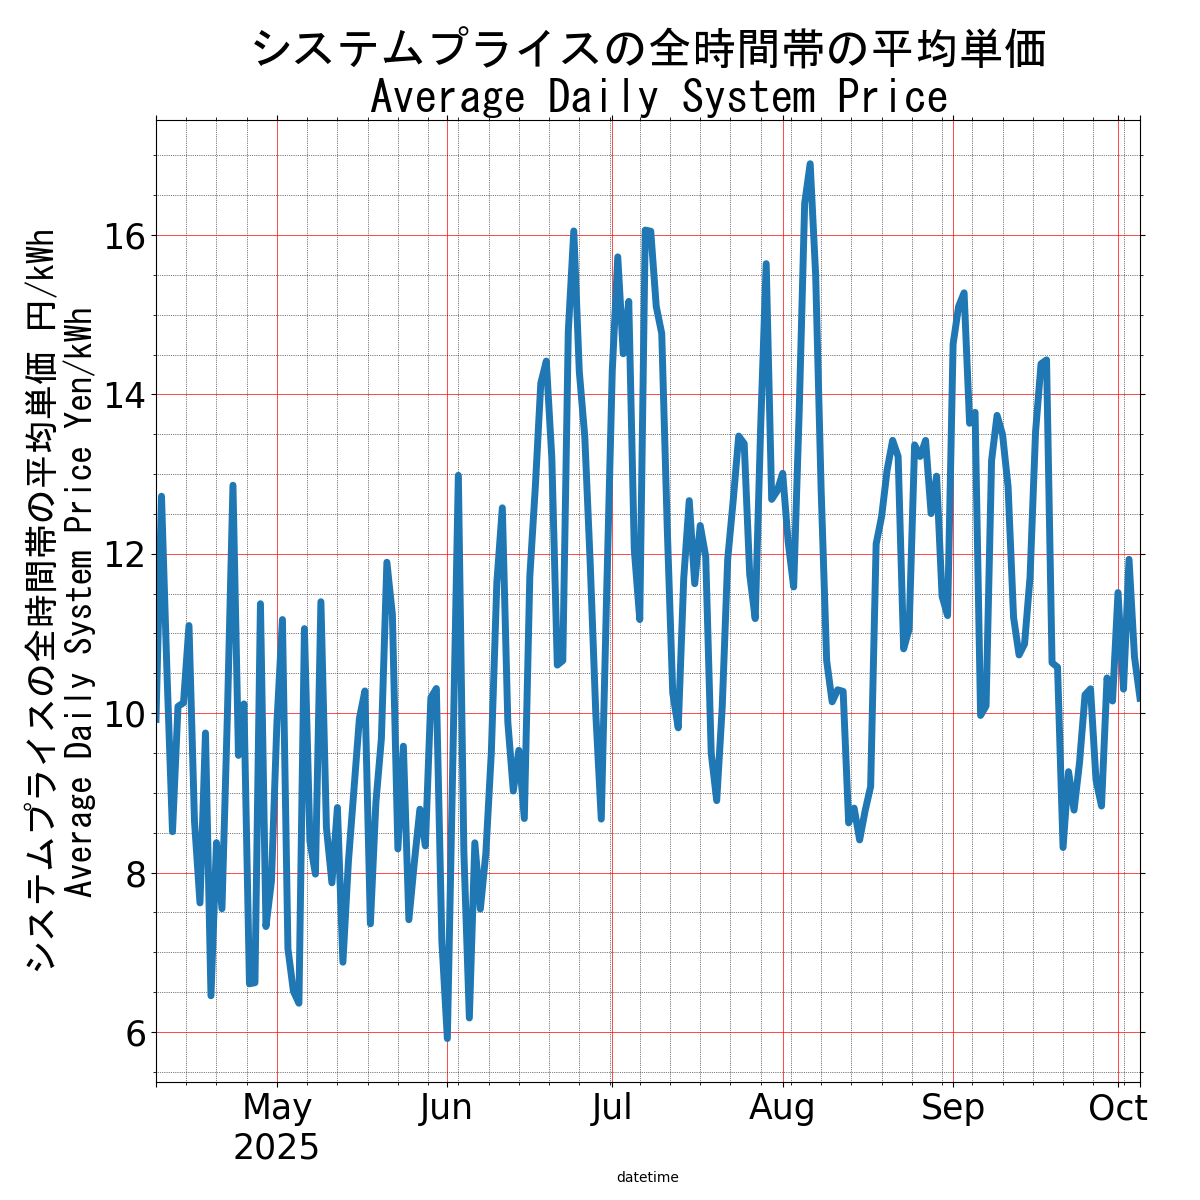 システムプライスの全時間帯の平均単価
Average Daily System Price
システムプライスの全時間帯の平均単価 円/kWh
Average Daily System Price Yen/kWh
16
14
12
10
8
6
May
2025
Jun
Jul
Aug
Sep
Oct
datetime